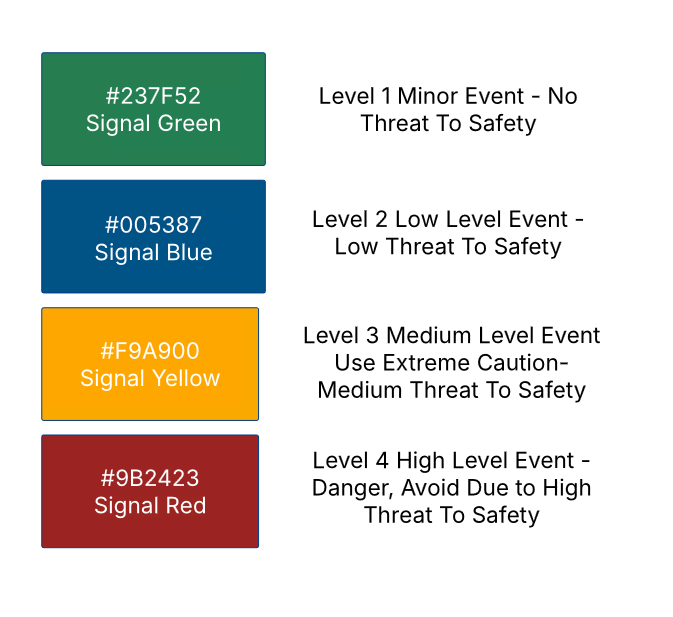 #237F52
Signal Green
Level 1 Minor Event - No
Threat To Safety
#005387
Signal Blue
Level 2 Low Level Event -
Low Threat To Safety
#F9A900
Signal Yellow
Level 3 Medium Level Event
Use Extreme Caution-
Medium Threat To Safety
#9B2423
Signal Red
Level 4 High Level Event -
Danger, Avoid Due to High
Threat To Safety